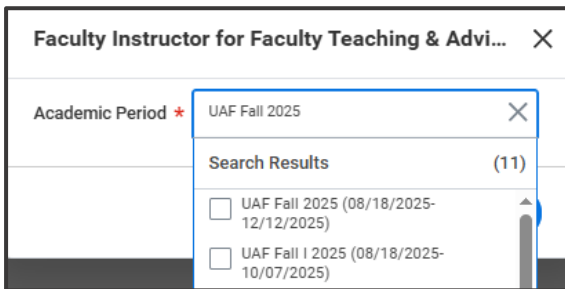 Faculty Instructor for Faculty Teaching & Advi...
Academic Period *
UAF Fall 2025
Search Results (11)
UAF Fall 2025 (08/18/2025-
12/12/2025)
UAF Fall I 2025 (08/18/2025-
10/07/2025)